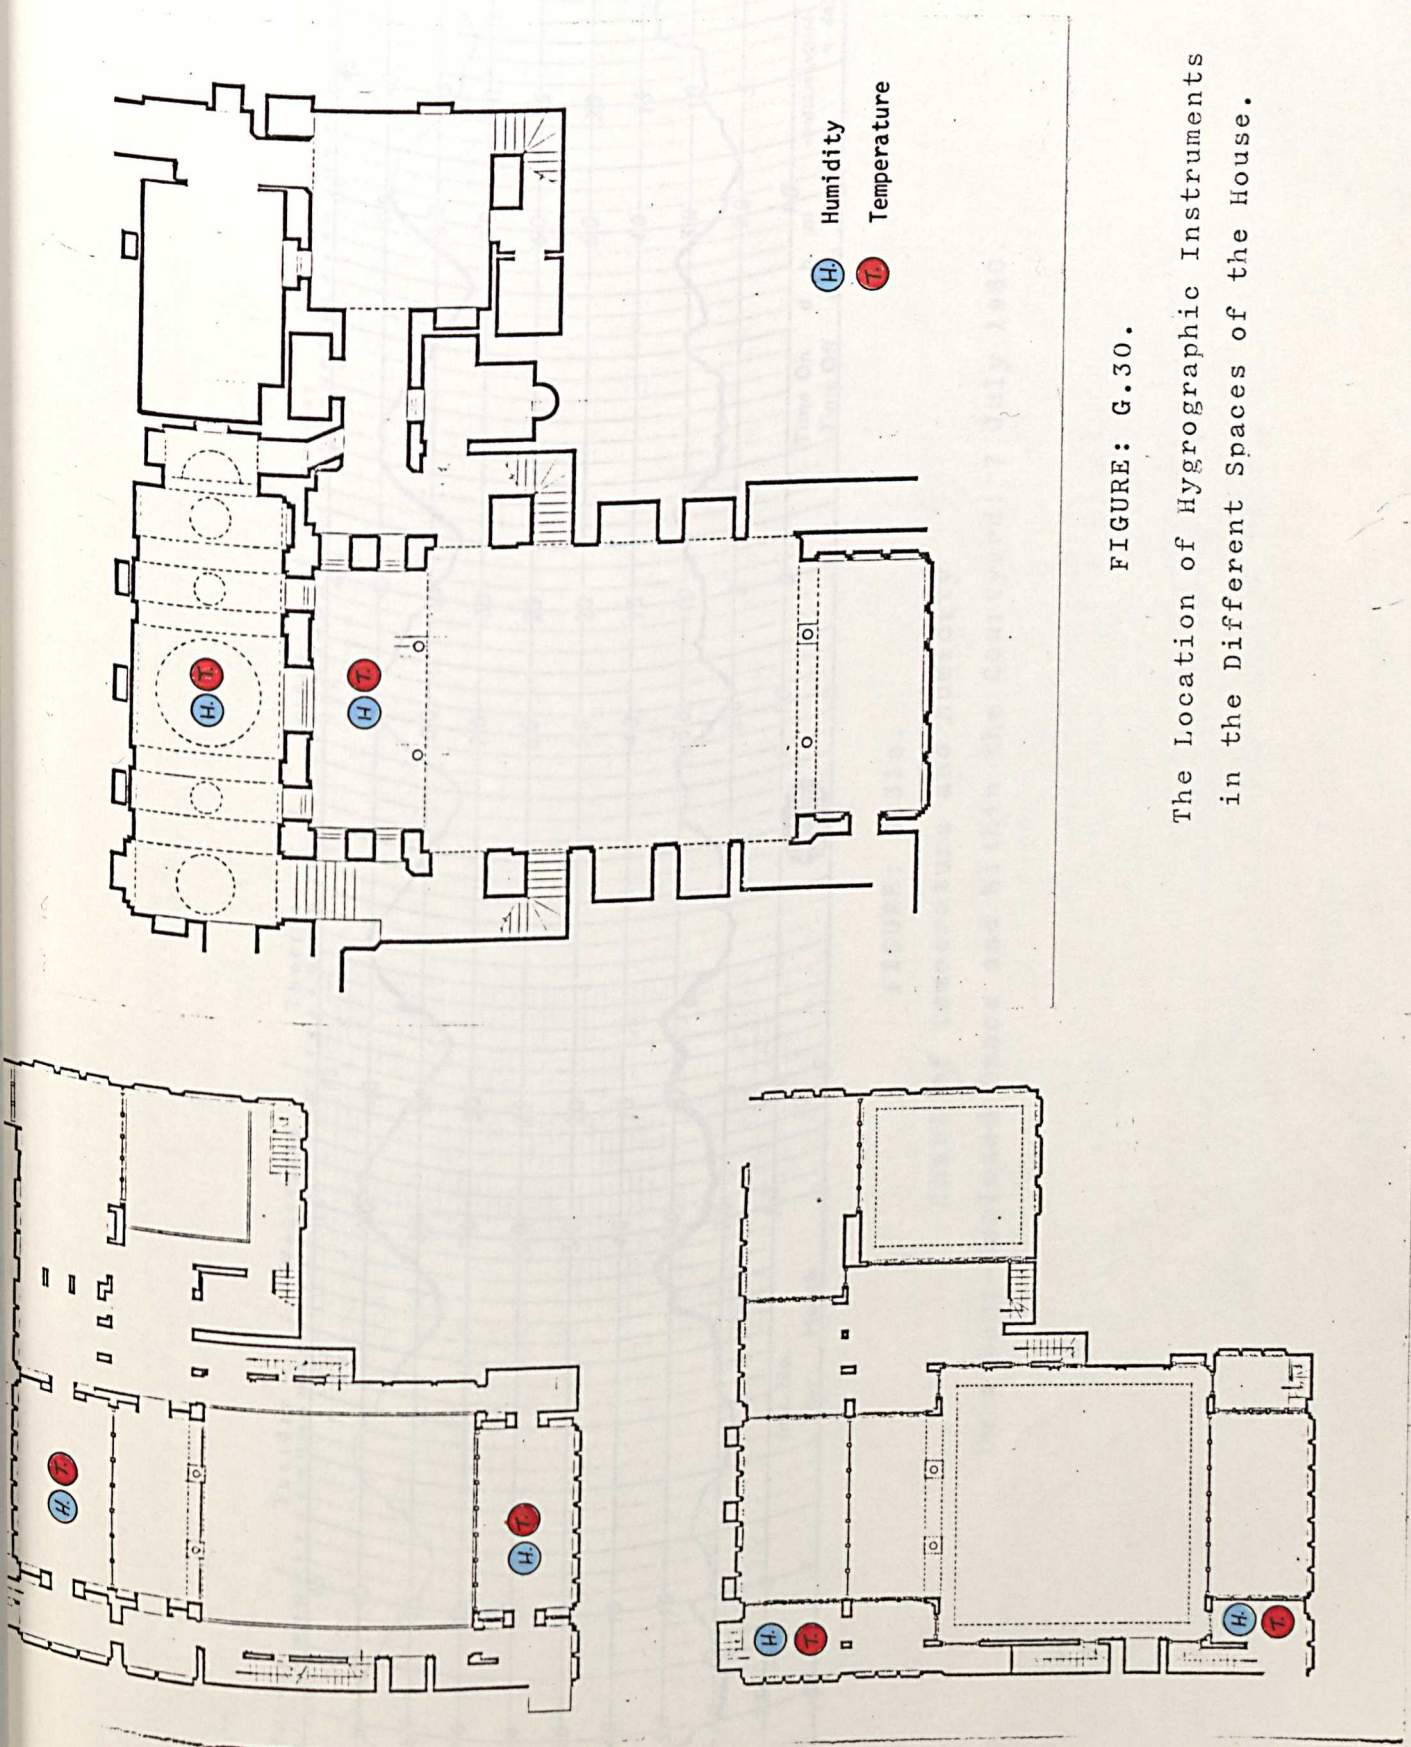 H. T.
H T.
H. Humidity
T. Temperature
FIGURE: G.30.
The Location of Hygrographic Instruments
in the Different Spaces of the House.
H. T.
H. T.
H. T.
H. T.